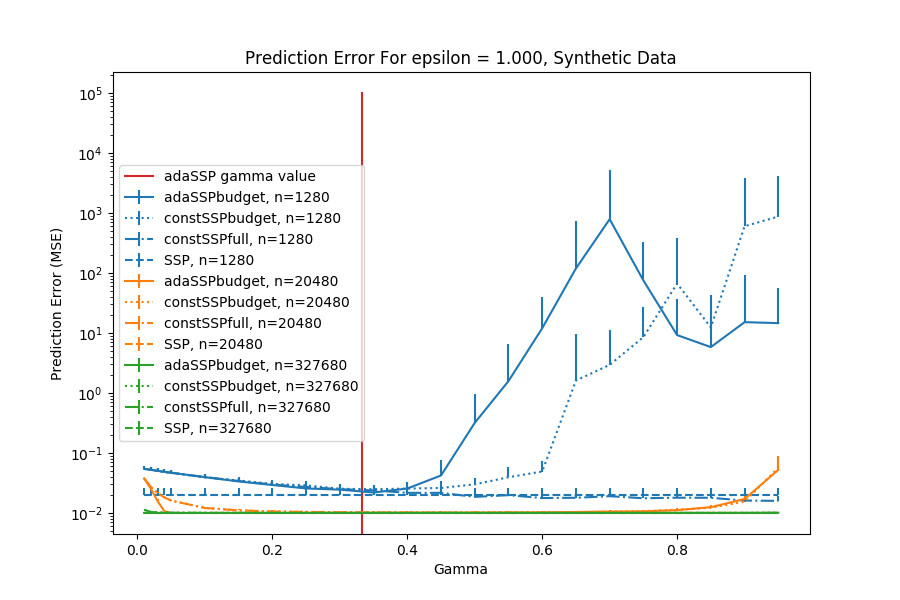 Prediction Error For epsilon = 1.000, Synthetic Data
Prediction Error (MSE)
10^5
10^4
10^3
10^2
10^1
10^0
10^−1
10^−2
adaSSP gamma value
adaSSPbudget, n=1280
constSSPbudget, n=1280
constSSPfull, n=1280
SSP, n=1280
adaSSPbudget, n=20480
constSSPbudget, n=20480
constSSPfull, n=20480
SSP, n=20480
adaSSPbudget, n=327680
constSSPbudget, n=327680
constSSPfull, n=327680
SSP, n=327680
0.0 0.2 0.4 0.6 0.8
Gamma